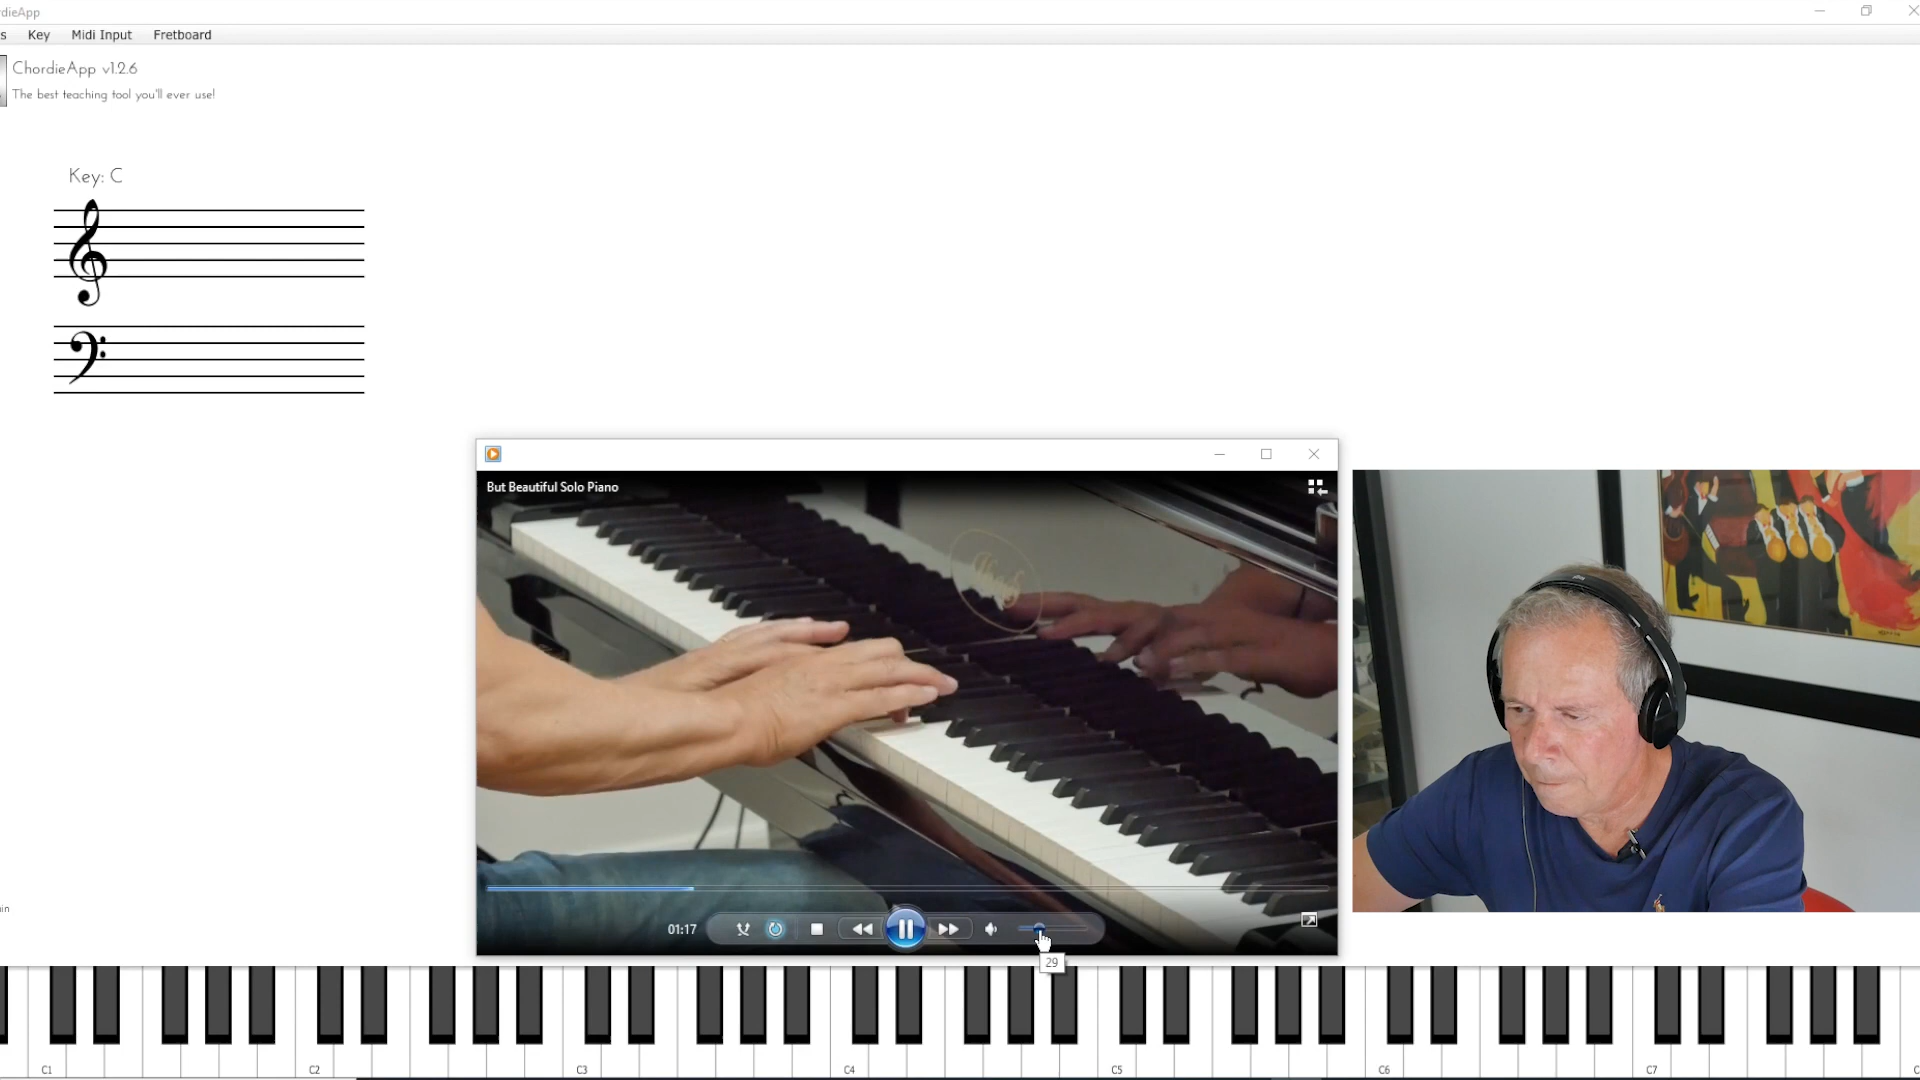 dieApp
s Key Midi Input Fretboard
ChordieApp v1.2.6
The best teaching tool you'll ever use!
Key: C
But Beautiful Solo Piano
01:17
29
in
C1 C2 C3 C4 C5 C6 C7 C